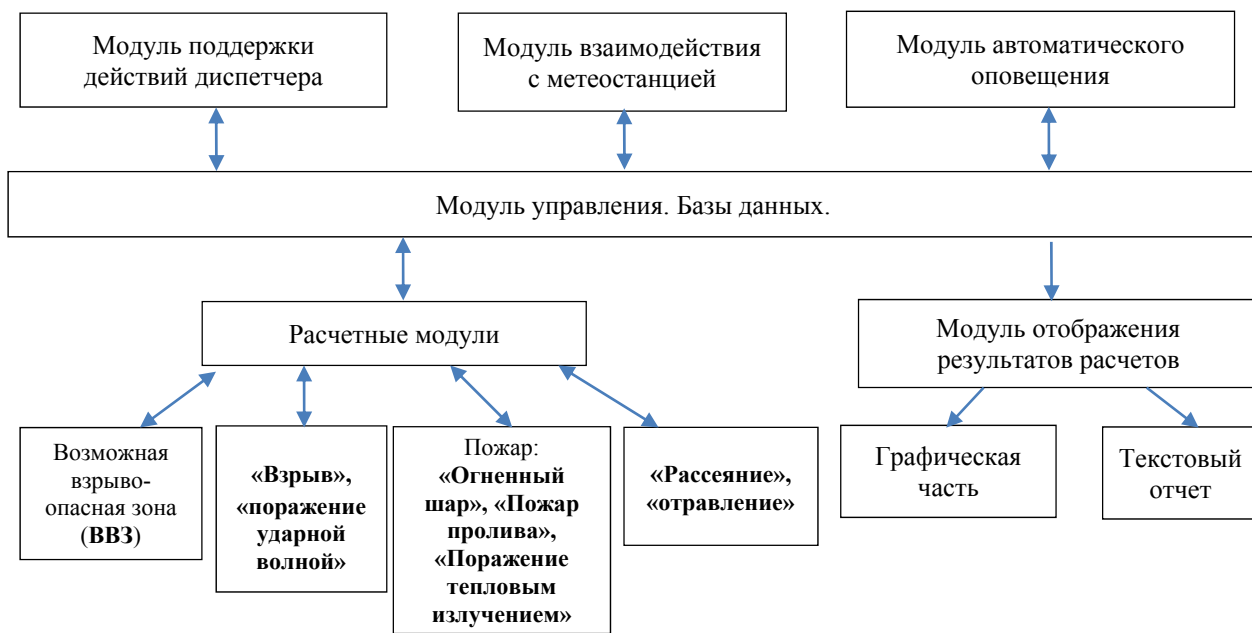 Модуль поддержки
действий диспетчера
Модуль взаимодействия
с метеостанцией
Модуль автоматического
оповещения
Модуль управления. Базы данных.
Расчетные модули
Модуль отображения
результатов расчетов
Возможная
взрыво-
опасная зона
(ВВЗ)
«Взрыв»,
«поражение
ударной
волной»
Пожар:
«Огненный
шар», «Пожар
пролива»,
«Поражение
тепловым
излучением»
«Рассеяние»,
«отравление»
Графическая
часть
Текстовый
отчет